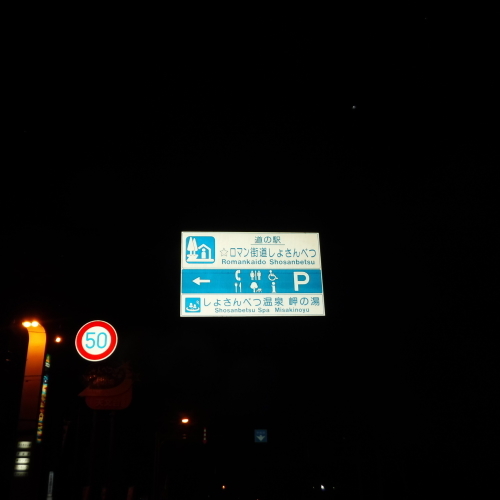 道の駅
☆ロマン街道しょさんべつ
Romankaido Shosanbetsu
P
しょさんべつ温泉 岬の湯
Shosanbetsu Spa Misakinoyu
50